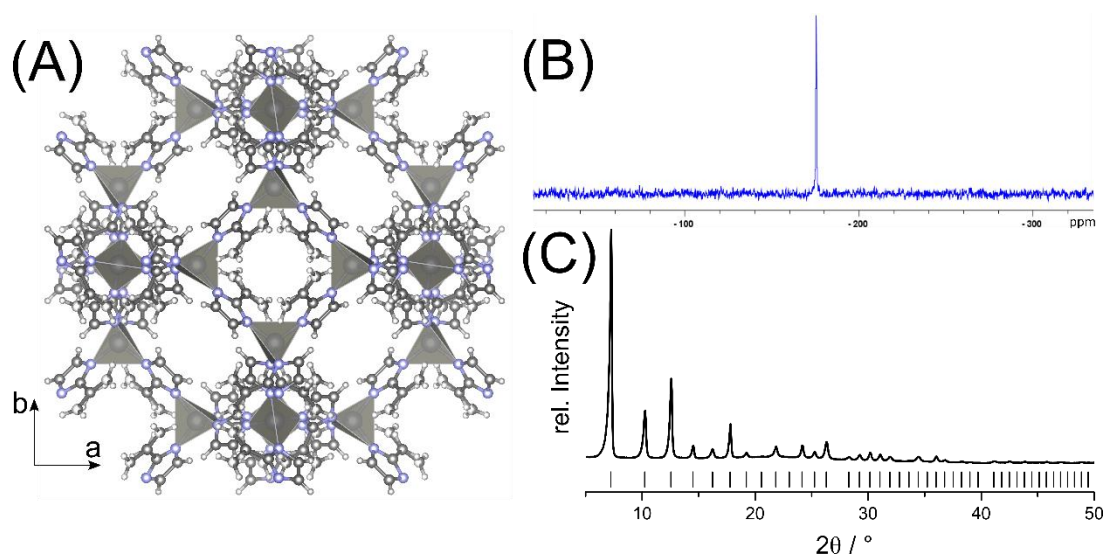 (A)
b
a
(B)
-100
-200
-300
ppm
(C)
rel. Intensity
10
20
30
40
50
2θ / °